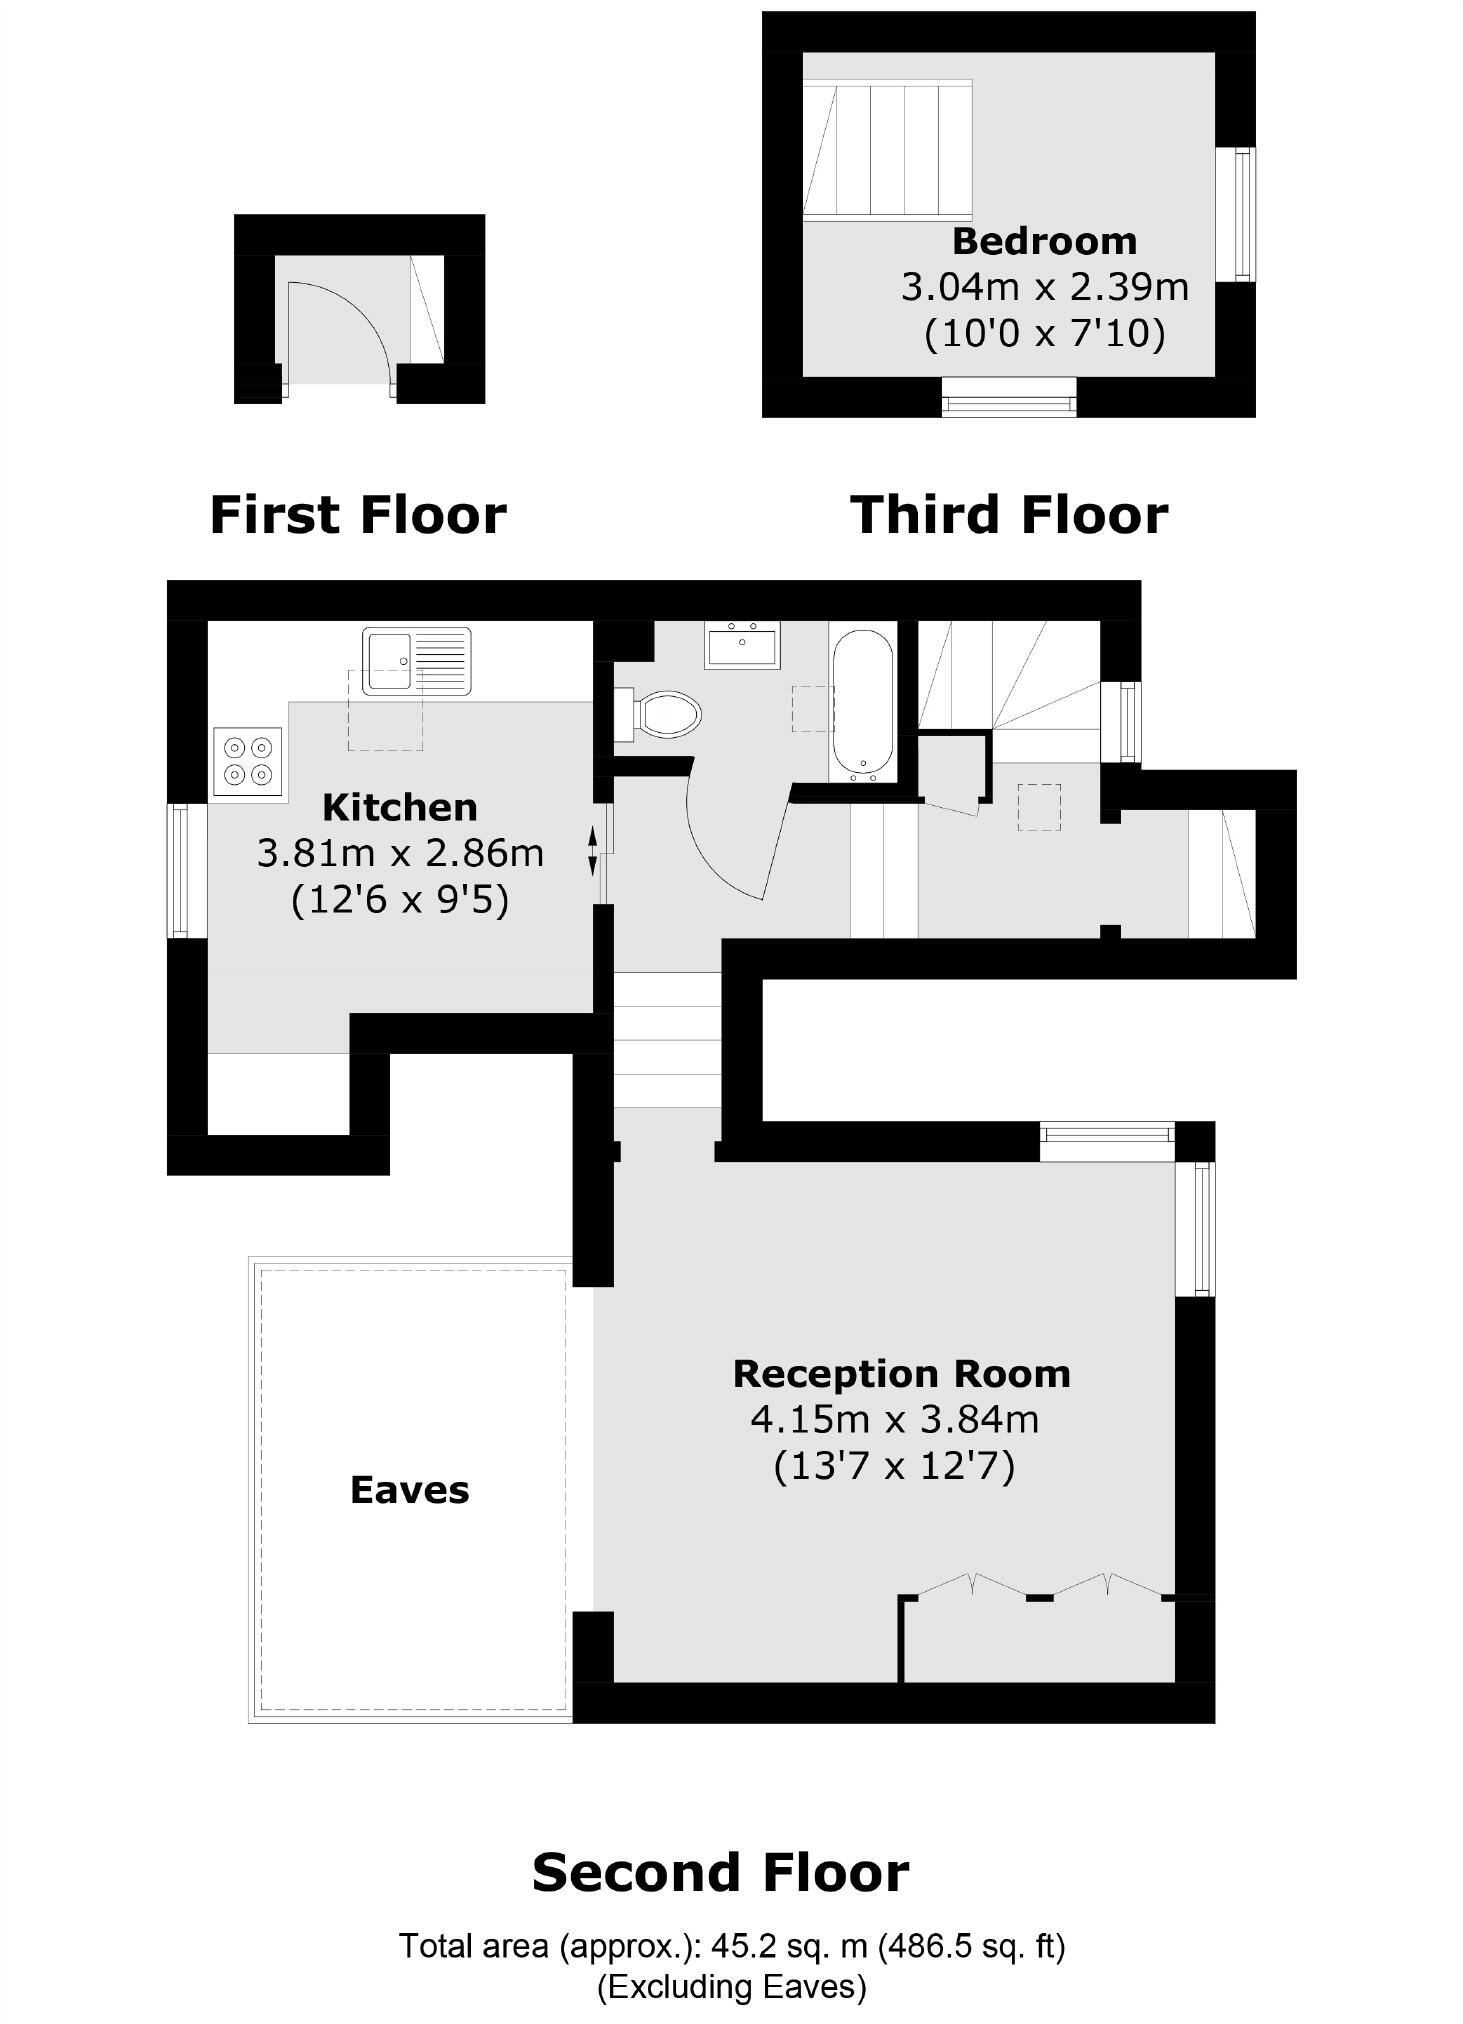 Bedroom
3.04m x 2.39m
(10'0 x 7'10)
First Floor
Third Floor
Kitchen
3.81m x 2.86m
(12'6 x 9'5)
Reception Room
4.15m x 3.84m
(13'7 x 12'7)
Eaves
Second Floor
Total area (approx.): 45.2 sq. m (486.5 sq. ft)
(Excluding Eaves)